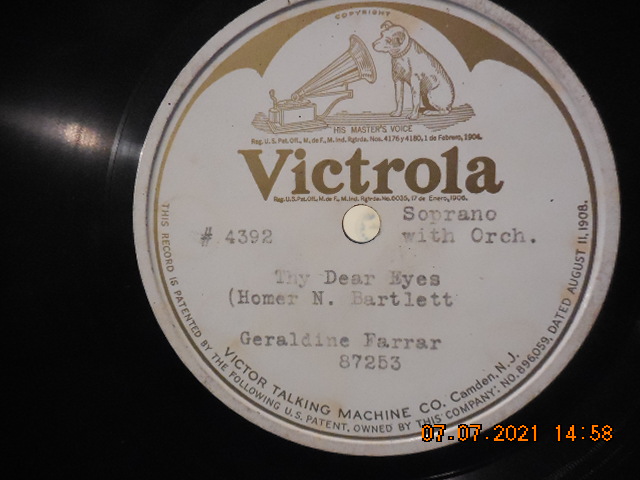 COPYRIGHT
HIS MASTER'S VOICE
Reg. U.S. Pat. Off., M. de F., M. Ind. Rgtrda. Nos. 4176 y 4180, 1 de Febrero, 1904.
Victrola
Reg. U.S. Pat. Off., M. de F., M. Ind. Rgtrda. No. 6035, 17 de Enero, 1906.
Soprano
# 4392 with Orch.
Thy Dear Eyes
(Homer N. Bartlett
Geraldine Farrar
87253
VICTOR TALKING MACHINE CO. Camden, N.J.
THIS RECORD IS PATENTED BY THE FOLLOWING U.S. PATENT, OWNED BY THIS COMPANY: NO. 896,059, DATED AUGUST 11, 1908.
07.07.2021 14:58